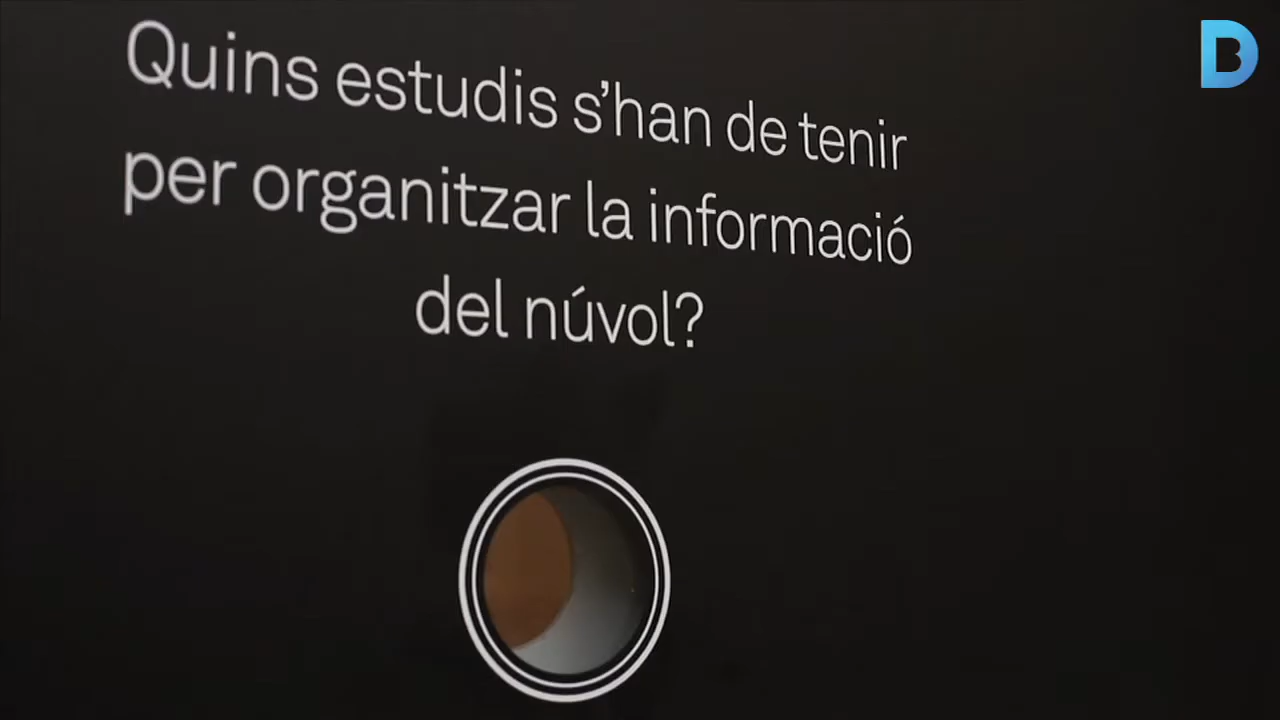 Quins estudis s'han de tenir
per organitzar la informació
del núvol?